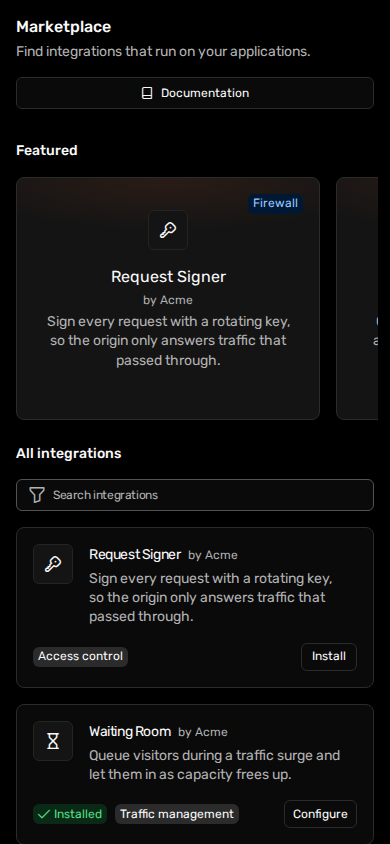 Marketplace
Find integrations that run on your applications.
Documentation
Featured
Firewall
Request Signer
by Acme
Sign every request with a rotating key,
so the origin only answers traffic that
passed through.
All integrations
Search integrations
Request Signer by Acme
Sign every request with a rotating key,
so the origin only answers traffic that
passed through.
Access control Install
Waiting Room by Acme
Queue visitors during a traffic surge and
let them in as capacity frees up.
Installed Traffic management Configure